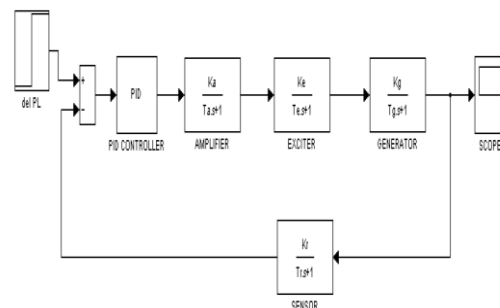 del PL
+
−
PID
PID CONTROLLER
Ka
Ta.s+1
AMPLIFIER
Ke
Te.s+1
EXCITER
Kg
Tg.s+1
GENERATOR
SCOPE
Kr
Tr.s+1
SENSOR